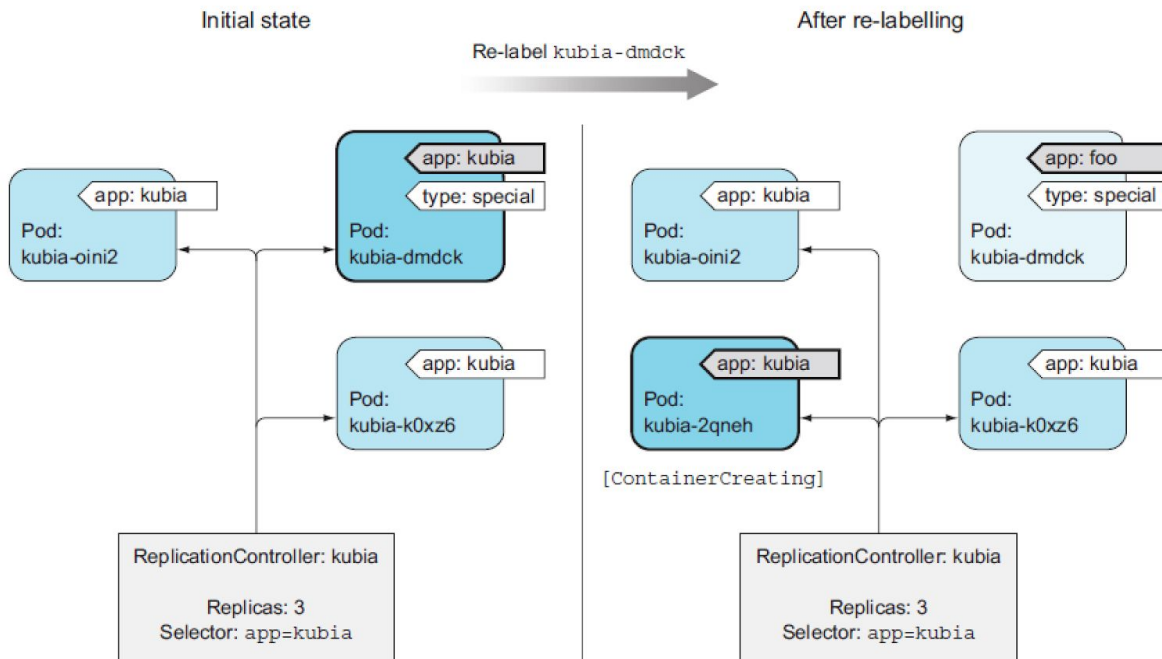 Initial state
After re-labelling
Re-label kubia-dmdck
app: kubia
type: special
Pod:
kubia-dmdck
app: kubia
Pod:
kubia-oini2
app: kubia
Pod:
kubia-k0xz6
ReplicationController: kubia
Replicas: 3
Selector: app=kubia
app: kubia
Pod:
kubia-oini2
app: foo
type: special
Pod:
kubia-dmdck
app: kubia
Pod:
kubia-2qneh
[ContainerCreating]
app: kubia
Pod:
kubia-k0xz6
ReplicationController: kubia
Replicas: 3
Selector: app=kubia